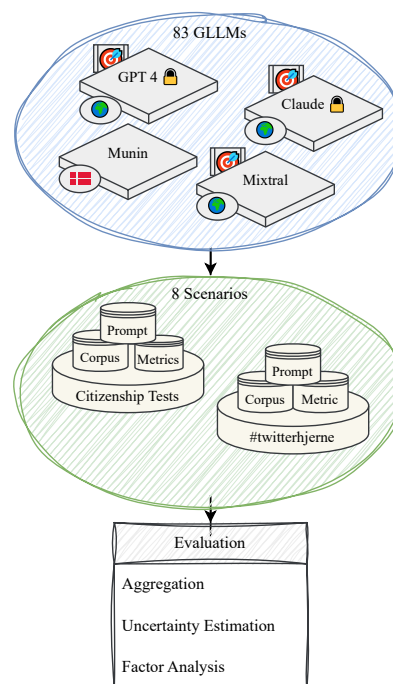 83 GLLMs
GPT 4
Claude
Munin
Mixtral
8 Scenarios
Prompt
Corpus
Metrics
Citizenship Tests
Prompt
Corpus
Metric
#twitterhjerne
Evaluation
Aggregation
Uncertainty Estimation
Factor Analysis